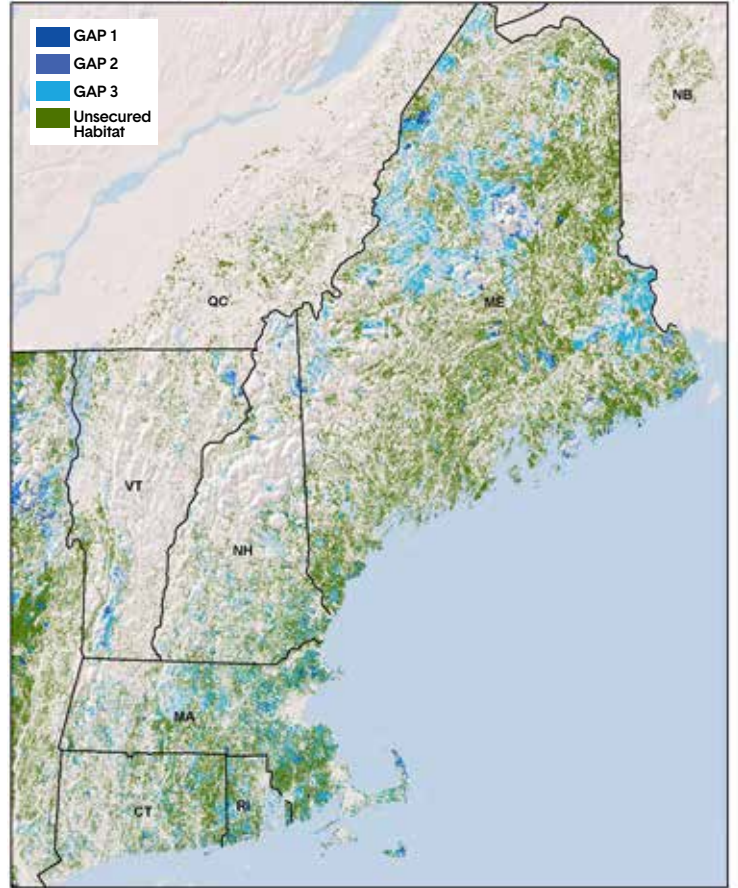 GAP 1
GAP 2
GAP 3
Unsecured
Habitat
NB
QC
ME
VT
NH
MA
CT
RI